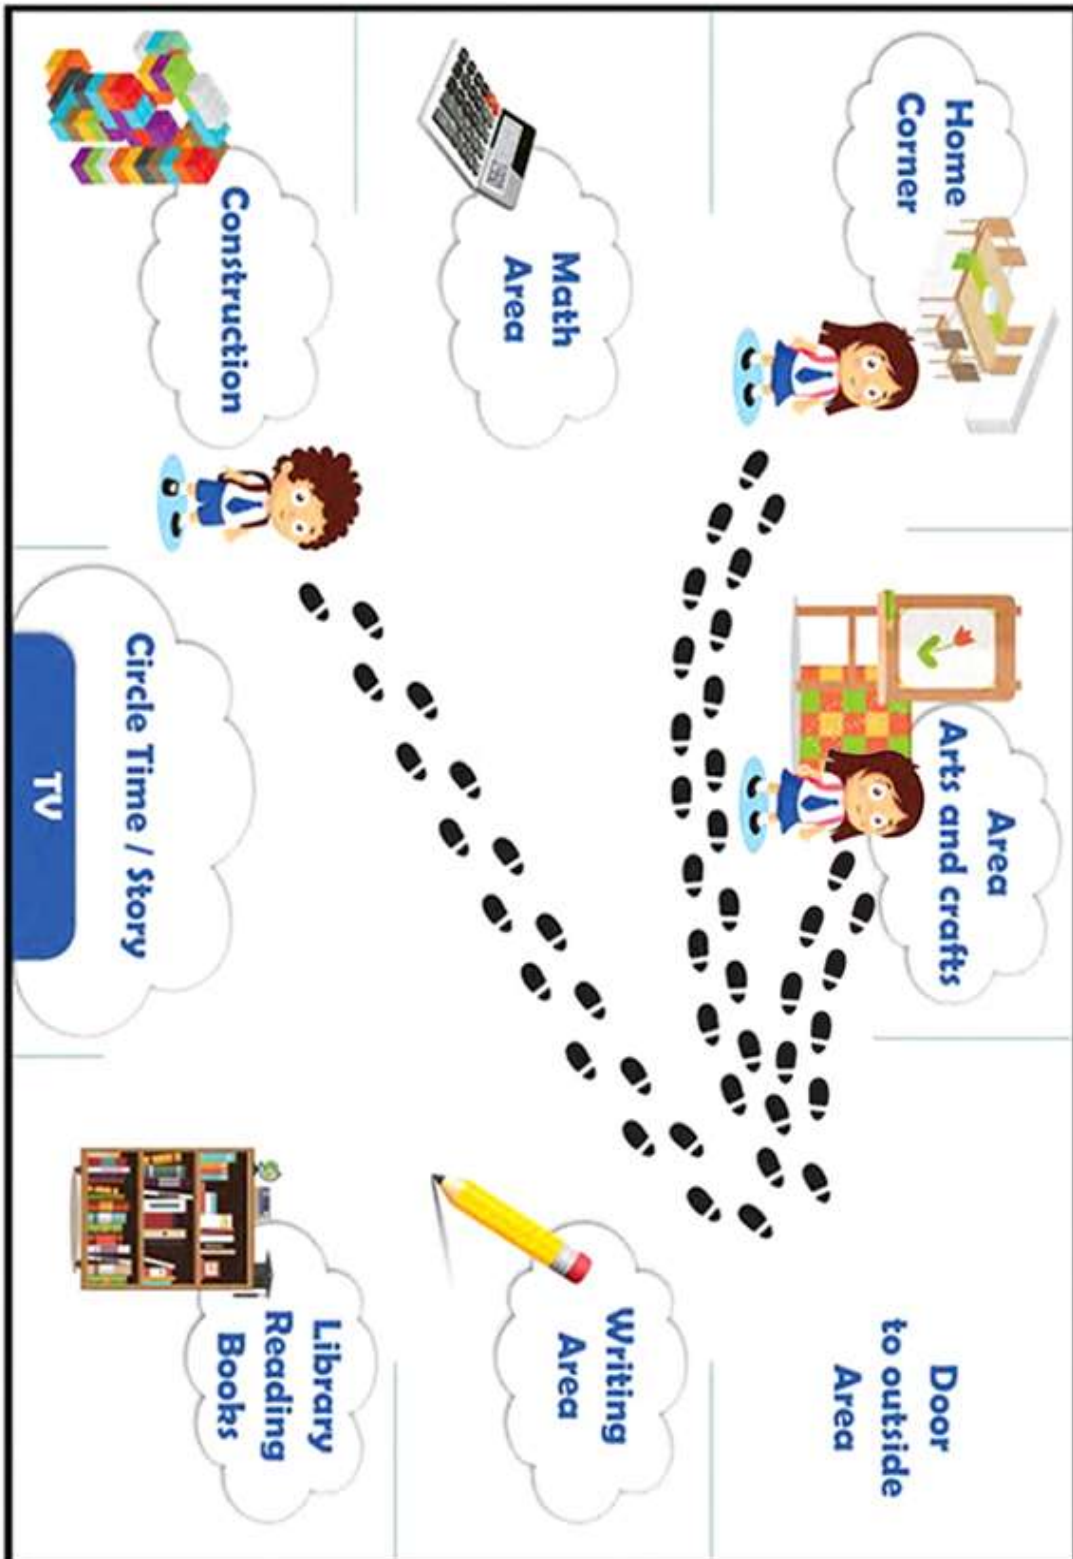 Home
Corner
Area
Arts and crafts
Door
to outside
Area
Math
Area
Writing
Area
Construction
Circle Time / Story
TV
Library
Reading
Books